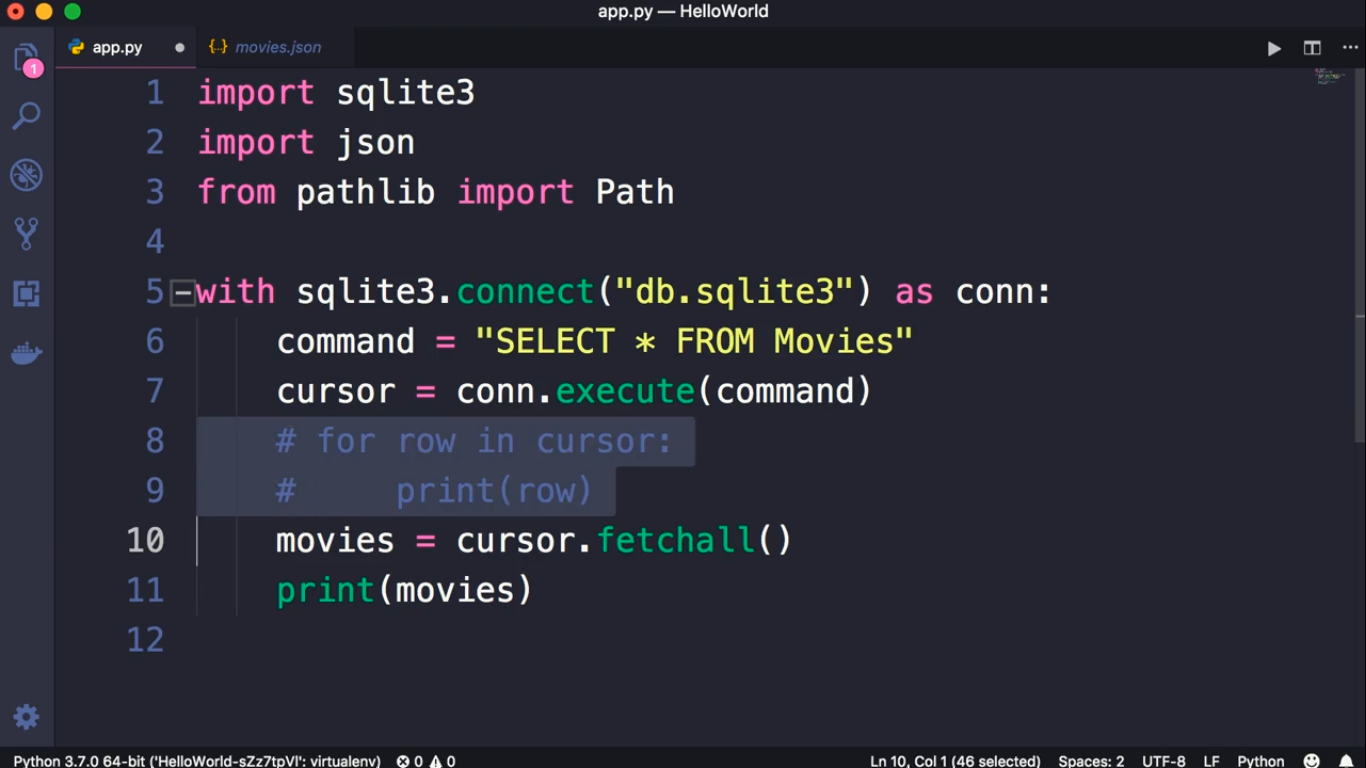 app.py — HelloWorld
app.py
{..} movies.json
1
1 import sqlite3
2 import json
3 from pathlib import Path
4
5 with sqlite3.connect("db.sqlite3") as conn:
6 command = "SELECT * FROM Movies"
7 cursor = conn.execute(command)
8 # for row in cursor:
9 #     print(row)
10 movies = cursor.fetchall()
11 print(movies)
12
Python 3.7.0 64-bit ('HelloWorld-sZz7tpVl': virtualenv) 0 0 Ln 10, Col 1 (46 selected) Spaces: 2 UTF-8 LF Python